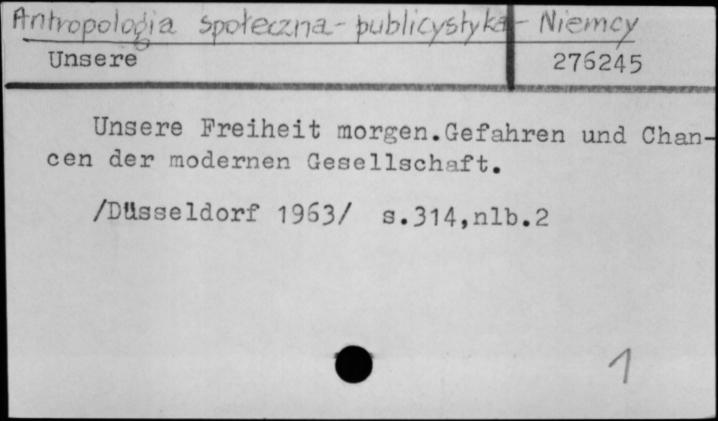 Antropologia społeczna - publicystyka - Niemcy
Unsere 276245
Unsere Freiheit morgen.Gefahren und Chan-
cen der modernen Gesellschaft.
/Düsseldorf 1963/ s.314,nlb.2
1